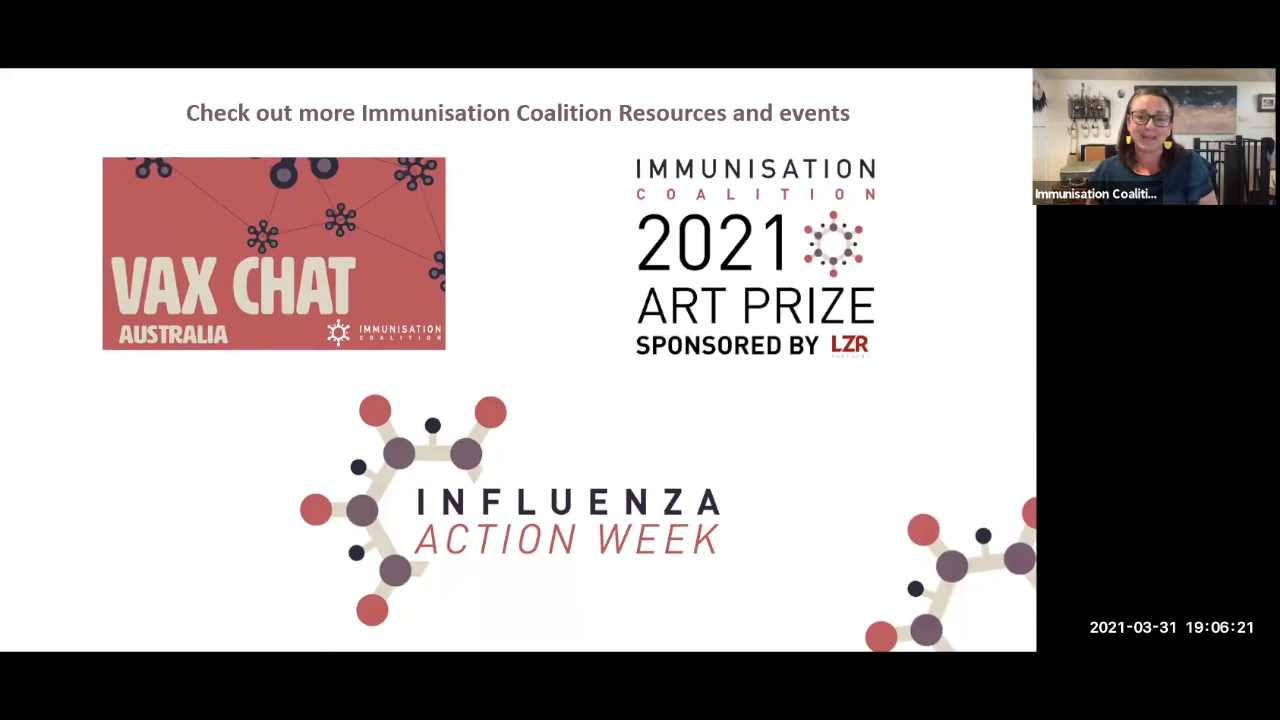 Check out more Immunisation Coalition Resources and events
VAX CHAT
AUSTRALIA
IMMUNISATION
COALITION
IMMUNISATION
COALITION
2021
ART PRIZE
SPONSORED BY LZR
INFLUENZA
ACTION WEEK
Immunisation Coaliti...
2021-03-31 19:06:21